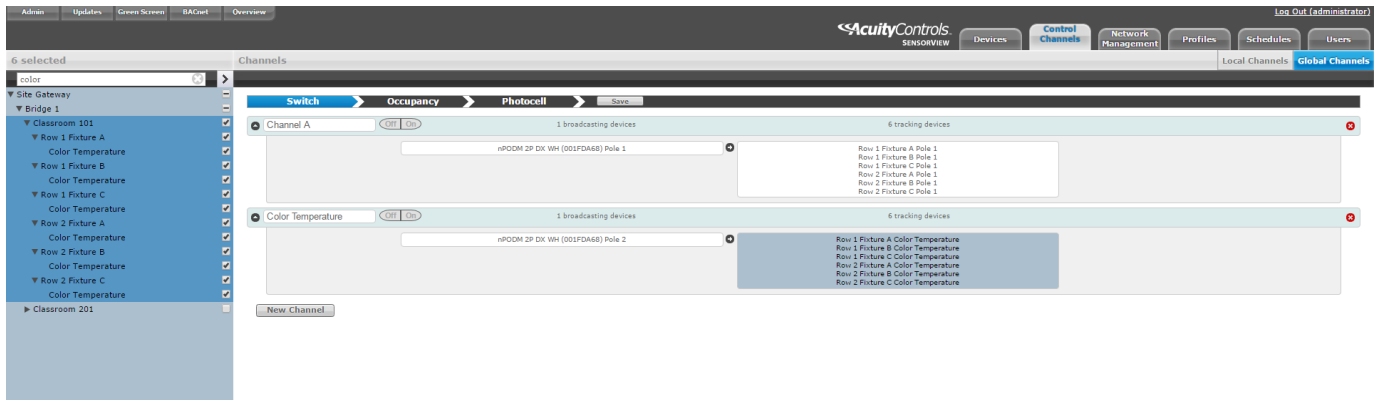 Admin Updates Green Screen BACnet Overview Log Out (administrator)
AcuityControls. SENSORVIEW
Devices Control Channels Network Management Profiles Schedules Users
6 selected Channels Local Channels Global Channels
color
Site Gateway
Bridge 1
Classroom 101
Row 1 Fixture A
Color Temperature
Row 1 Fixture B
Color Temperature
Row 1 Fixture C
Color Temperature
Row 2 Fixture A
Color Temperature
Row 2 Fixture B
Color Temperature
Row 2 Fixture C
Color Temperature
Classroom 201
Switch Occupancy Photocell Save
Channel A Off On 1 broadcasting devices 6 tracking devices
nPODM 2P DX WH (001FDA68) Pole 1
Row 1 Fixture A Pole 1
Row 1 Fixture B Pole 1
Row 1 Fixture C Pole 1
Row 2 Fixture A Pole 1
Row 2 Fixture B Pole 1
Row 2 Fixture C Pole 1
Color Temperature Off On 1 broadcasting devices 6 tracking devices
nPODM 2P DX WH (001FDA68) Pole 2
Row 1 Fixture A Color Temperature
Row 1 Fixture B Color Temperature
Row 1 Fixture C Color Temperature
Row 2 Fixture A Color Temperature
Row 2 Fixture B Color Temperature
Row 2 Fixture C Color Temperature
New Channel